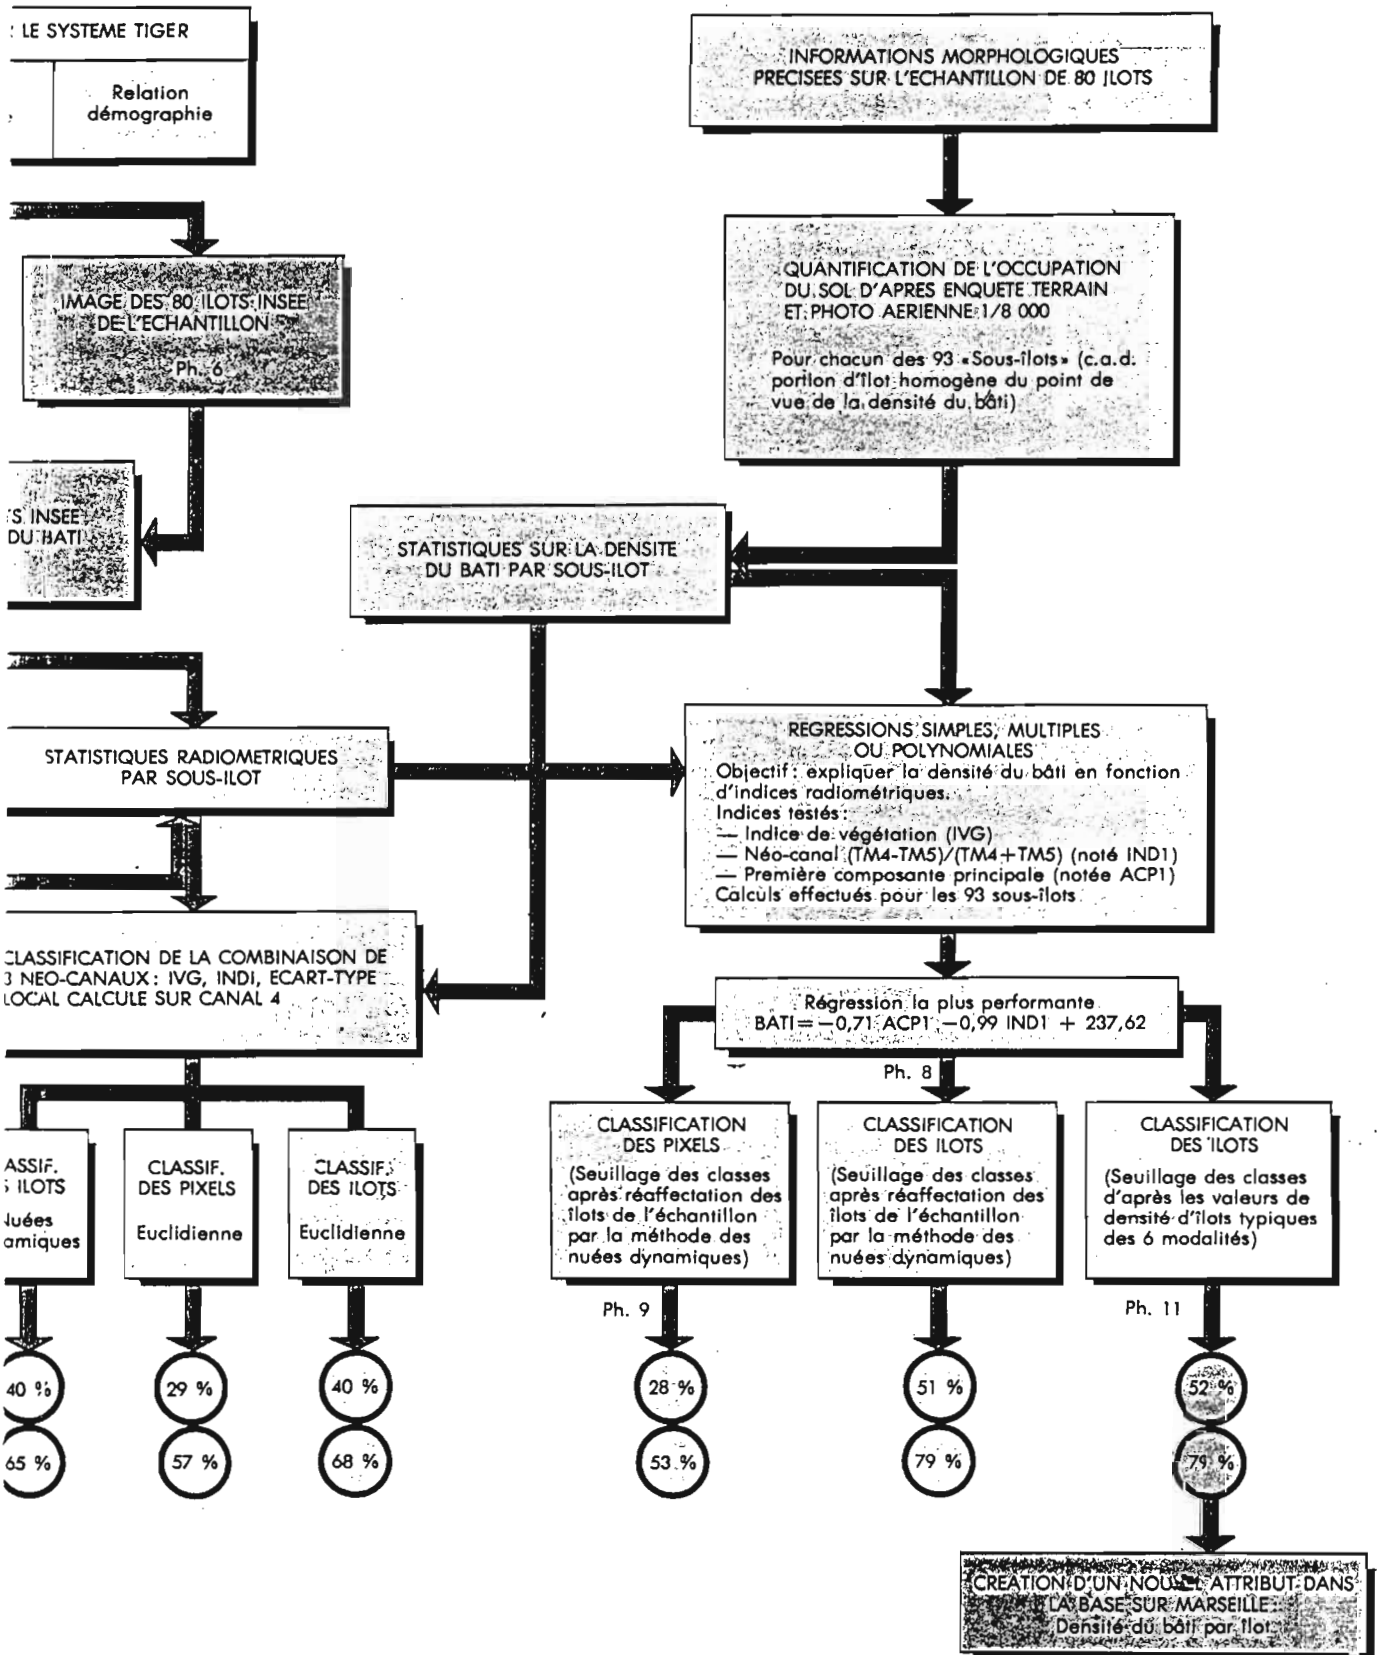 LE SYSTEME TIGER
Relation
démographie
INFORMATIONS MORPHOLOGIQUES
PRECISEES SUR L'ECHANTILLON DE 80 ILOTS
IMAGE DES 80 ILOTS INSEE
DE L'ECHANTILLON
Ph. 6
QUANTIFICATION DE L'OCCUPATION
DU SOL D'APRES ENQUETE TERRAIN
ET PHOTO AERIENNE 1/8 000
Pour chacun des 93 «Sous-îlots» (c.a.d.
portion d'îlot homogène du point de
vue de la densité du bâti)
S INSEE
DU BATI
STATISTIQUES SUR LA DENSITE
DU BATI PAR SOUS-ILOT
STATISTIQUES RADIOMETRIQUES
PAR SOUS-ILOT
REGRESSIONS SIMPLES, MULTIPLES
OU POLYNOMIALES
Objectif : expliquer la densité du bâti en fonction
d'indices radiométriques.
Indices testés :
— Indice de végétation (IVG)
— Néo-canal (TM4-TM5)/(TM4+TM5) (noté IND1)
— Première composante principale (notée ACP1)
Calculs effectués pour les 93 sous-îlots
CLASSIFICATION DE LA COMBINAISON DE
3 NEO-CANAUX : IVG, INDI, ECART-TYPE
LOCAL CALCULE SUR CANAL 4
Régression la plus performante
BATI=−0,71 ACP1 −0,99 IND1 + 237,62
Ph. 8
ASSIF.
ILOTS
Nuées
amiques
CLASSIF.
DES PIXELS
Euclidienne
CLASSIF.
DES ILOTS
Euclidienne
CLASSIFICATION
DES PIXELS
(Seuillage des classes
après réaffectation des
îlots de l'échantillon
par la méthode des
nuées dynamiques)
CLASSIFICATION
DES ILOTS
(Seuillage des classes
après réaffectation des
îlots de l'échantillon
par la méthode des
nuées dynamiques)
CLASSIFICATION
DES ILOTS
(Seuillage des classes
d'après les valeurs de
densité d'îlots typiques
des 6 modalités)
Ph. 9
Ph. 11
40 %
29 %
40 %
28 %
51 %
52 %
65 %
57 %
68 %
53 %
79 %
79 %
CREATION D'UN NOUVEL ATTRIBUT DANS
LA BASE SUR MARSEILLE :
Densité du bâti par îlot